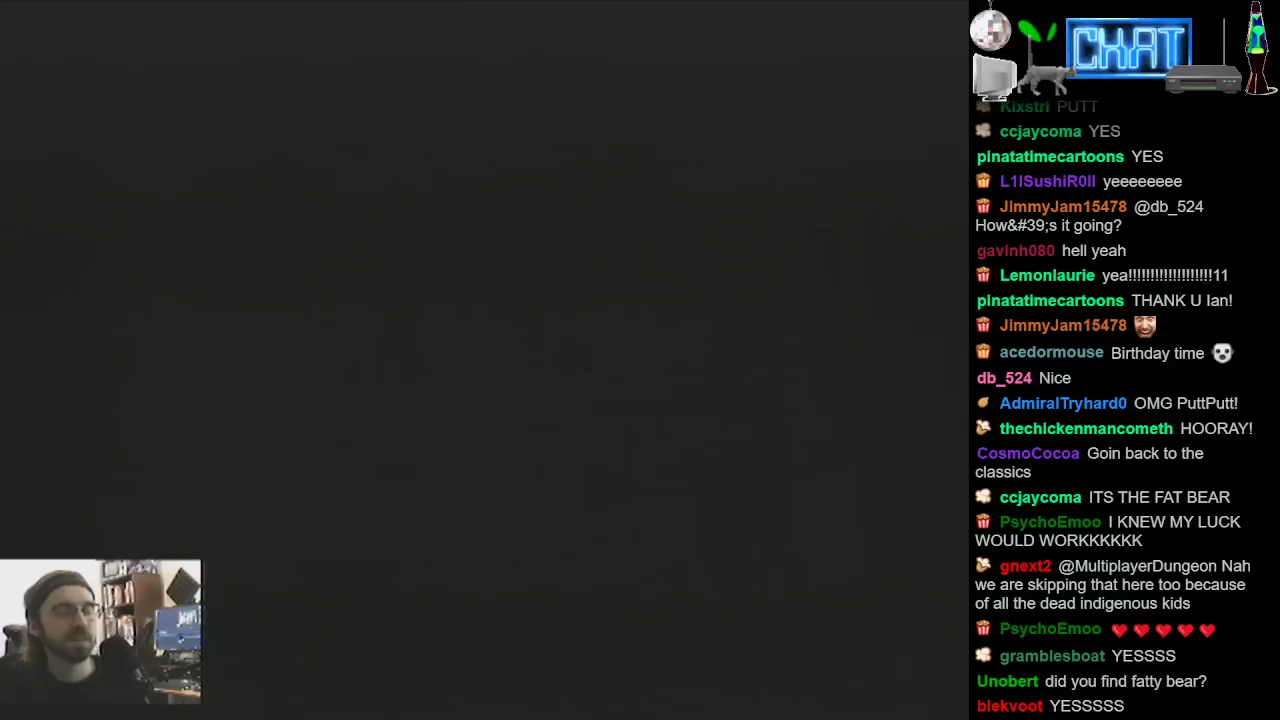 CHAT
Klxstrl PUTT
ccjaycoma YES
pinatatimecartoons YES
L1lSushiR0ll yeeeeeeee
JimmyJam15478 @db_524
How&#39;s it going?
gavinh080 hell yeah
Lemonlaurie yea!!!!!!!!!!!!!!!!!!!11
pinatatimecartoons THANK U Ian!
JimmyJam15478
acedormouse Birthday time
db_524 Nice
AdmiralTryhard0 OMG PuttPutt!
thechickenmancometh HOORAY!
CosmoCocoa Goin back to the
classics
ccjaycoma ITS THE FAT BEAR
PsychoEmoo I KNEW MY LUCK
WOULD WORKKKKKK
gnext2 @MultiplayerDungeon Nah
we are skipping that here too because
of all the dead indigenous kids
PsychoEmoo
gramblesboat YESSSS
Unobert did you find fatty bear?
blekvoot YESSSSS